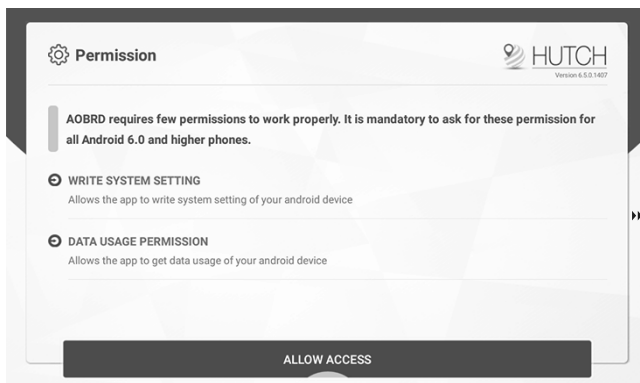 Permission
HUTCH
Version 6.5.0.1407
AOBRD requires few permissions to work properly. It is mandatory to ask for these permission for
all Android 6.0 and higher phones.
WRITE SYSTEM SETTING
Allows the app to write system setting of your android device
DATA USAGE PERMISSION
Allows the app to get data usage of your android device
ALLOW ACCESS